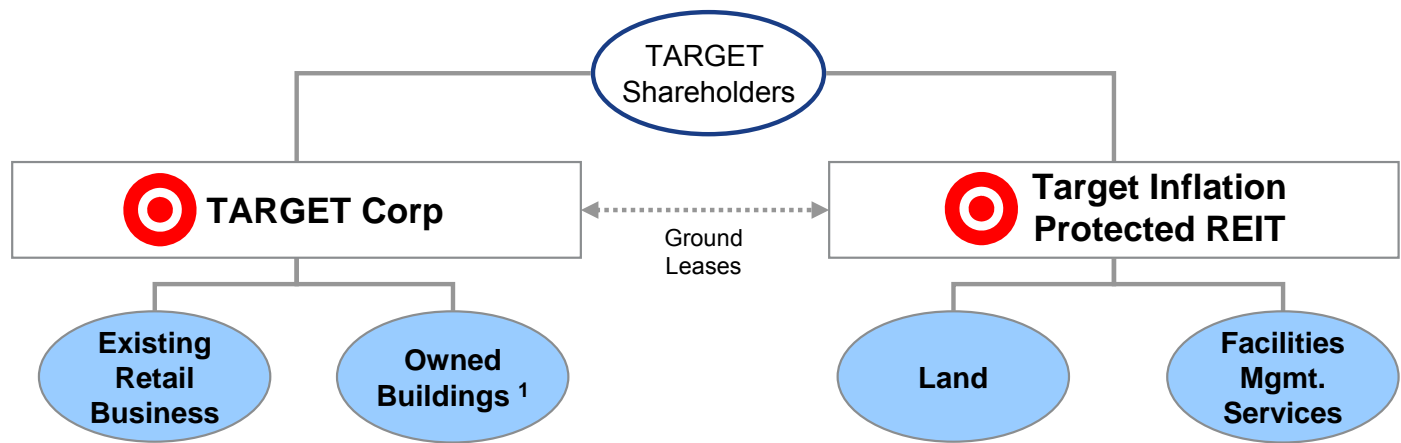 TARGET
Shareholders
TARGET Corp
Target Inflation
Protected REIT
Ground
Leases
Existing
Retail
Business
Owned
Buildings ¹
Land
Facilities
Mgmt.
Services